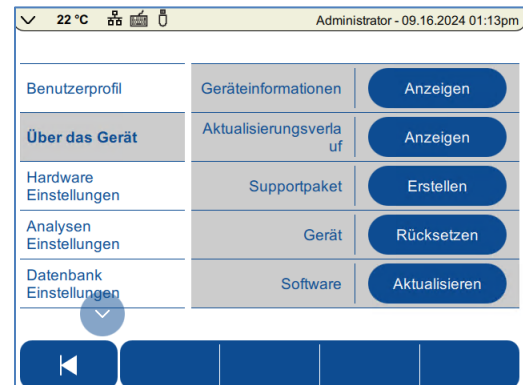 22 °C
Administrator - 09.16.2024 01:13pm
Benutzerprofil
Geräteinformationen
Anzeigen
Über das Gerät
Aktualisierungsverla
uf
Anzeigen
Hardware
Einstellungen
Supportpaket
Erstellen
Analysen
Einstellungen
Gerät
Rücksetzen
Datenbank
Einstellungen
Software
Aktualisieren